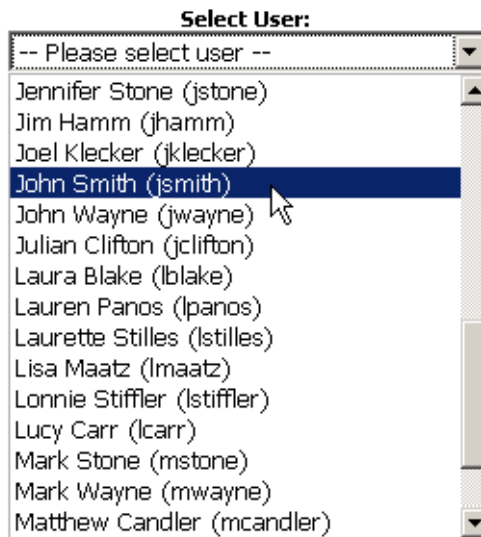 Select User:
-- Please select user --
Jennifer Stone (jstone)
Jim Hamm (jhamm)
Joel Klecker (jklecker)
John Smith (jsmith)
John Wayne (jwayne)
Julian Clifton (jclifton)
Laura Blake (lblake)
Lauren Panos (lpanos)
Laurette Stilles (lstilles)
Lisa Maatz (lmaatz)
Lonnie Stiffler (lstiffler)
Lucy Carr (lcarr)
Mark Stone (mstone)
Mark Wayne (mwayne)
Matthew Candler (mcandler)